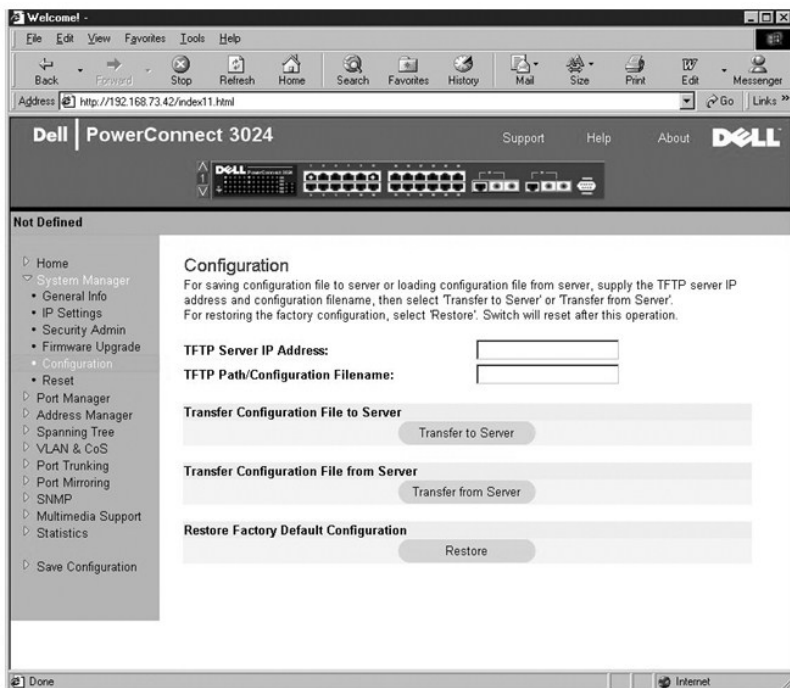 Welcome! -
File Edit View Favorites Tools Help
Back Forward Stop Refresh Home Search Favorites History Mail Size Print Edit Messenger
Address http://192.168.73.42/index11.html Go Links »
Dell | PowerConnect 3024 Support Help About DELL
1
DELL
Not Defined
Home
System Manager
• General Info
• IP Settings
• Security Admin
• Firmware Upgrade
• Configuration
• Reset
Port Manager
Address Manager
Spanning Tree
VLAN & CoS
Port Trunking
Port Mirroring
SNMP
Multimedia Support
Statistics
Save Configuration
Configuration
For saving configuration file to server or loading configuration file from server, supply the TFTP server IP
address and configuration filename, then select 'Transfer to Server' or 'Transfer from Server'.
For restoring the factory configuration, select 'Restore'. Switch will reset after this operation.
TFTP Server IP Address:
TFTP Path/Configuration Filename:
Transfer Configuration File to Server
Transfer to Server
Transfer Configuration File from Server
Transfer from Server
Restore Factory Default Configuration
Restore
Done Internet